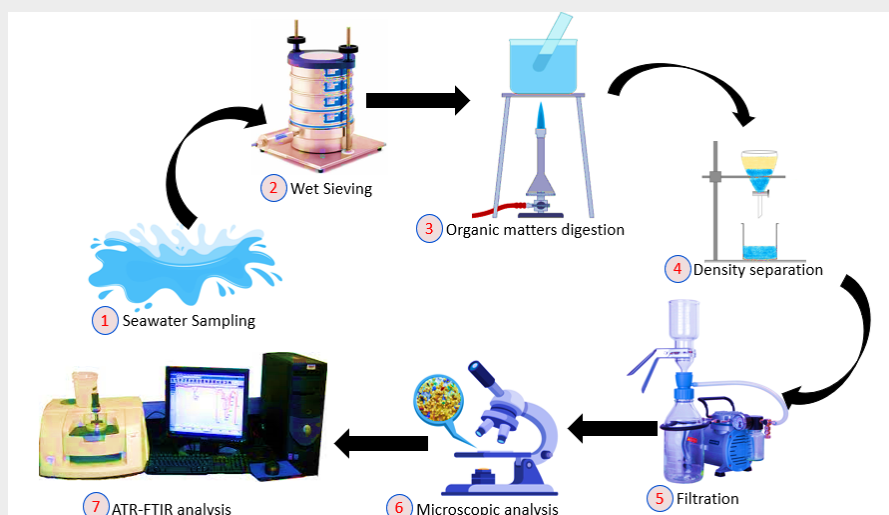 1 Seawater Sampling
2 Wet Sieving
3 Organic matters digestion
4 Density separation
5 Filtration
6 Microscopic analysis
7 ATR-FTIR analysis